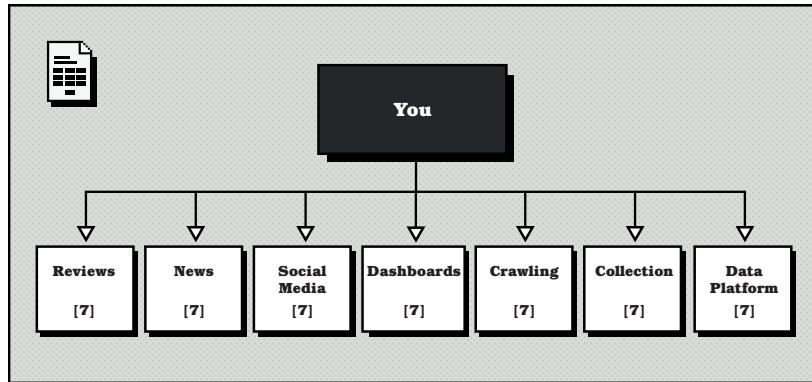 You
Reviews
[7]
News
[7]
Social
Media
[7]
Dashboards
[7]
Crawling
[7]
Collection
[7]
Data
Platform
[7]